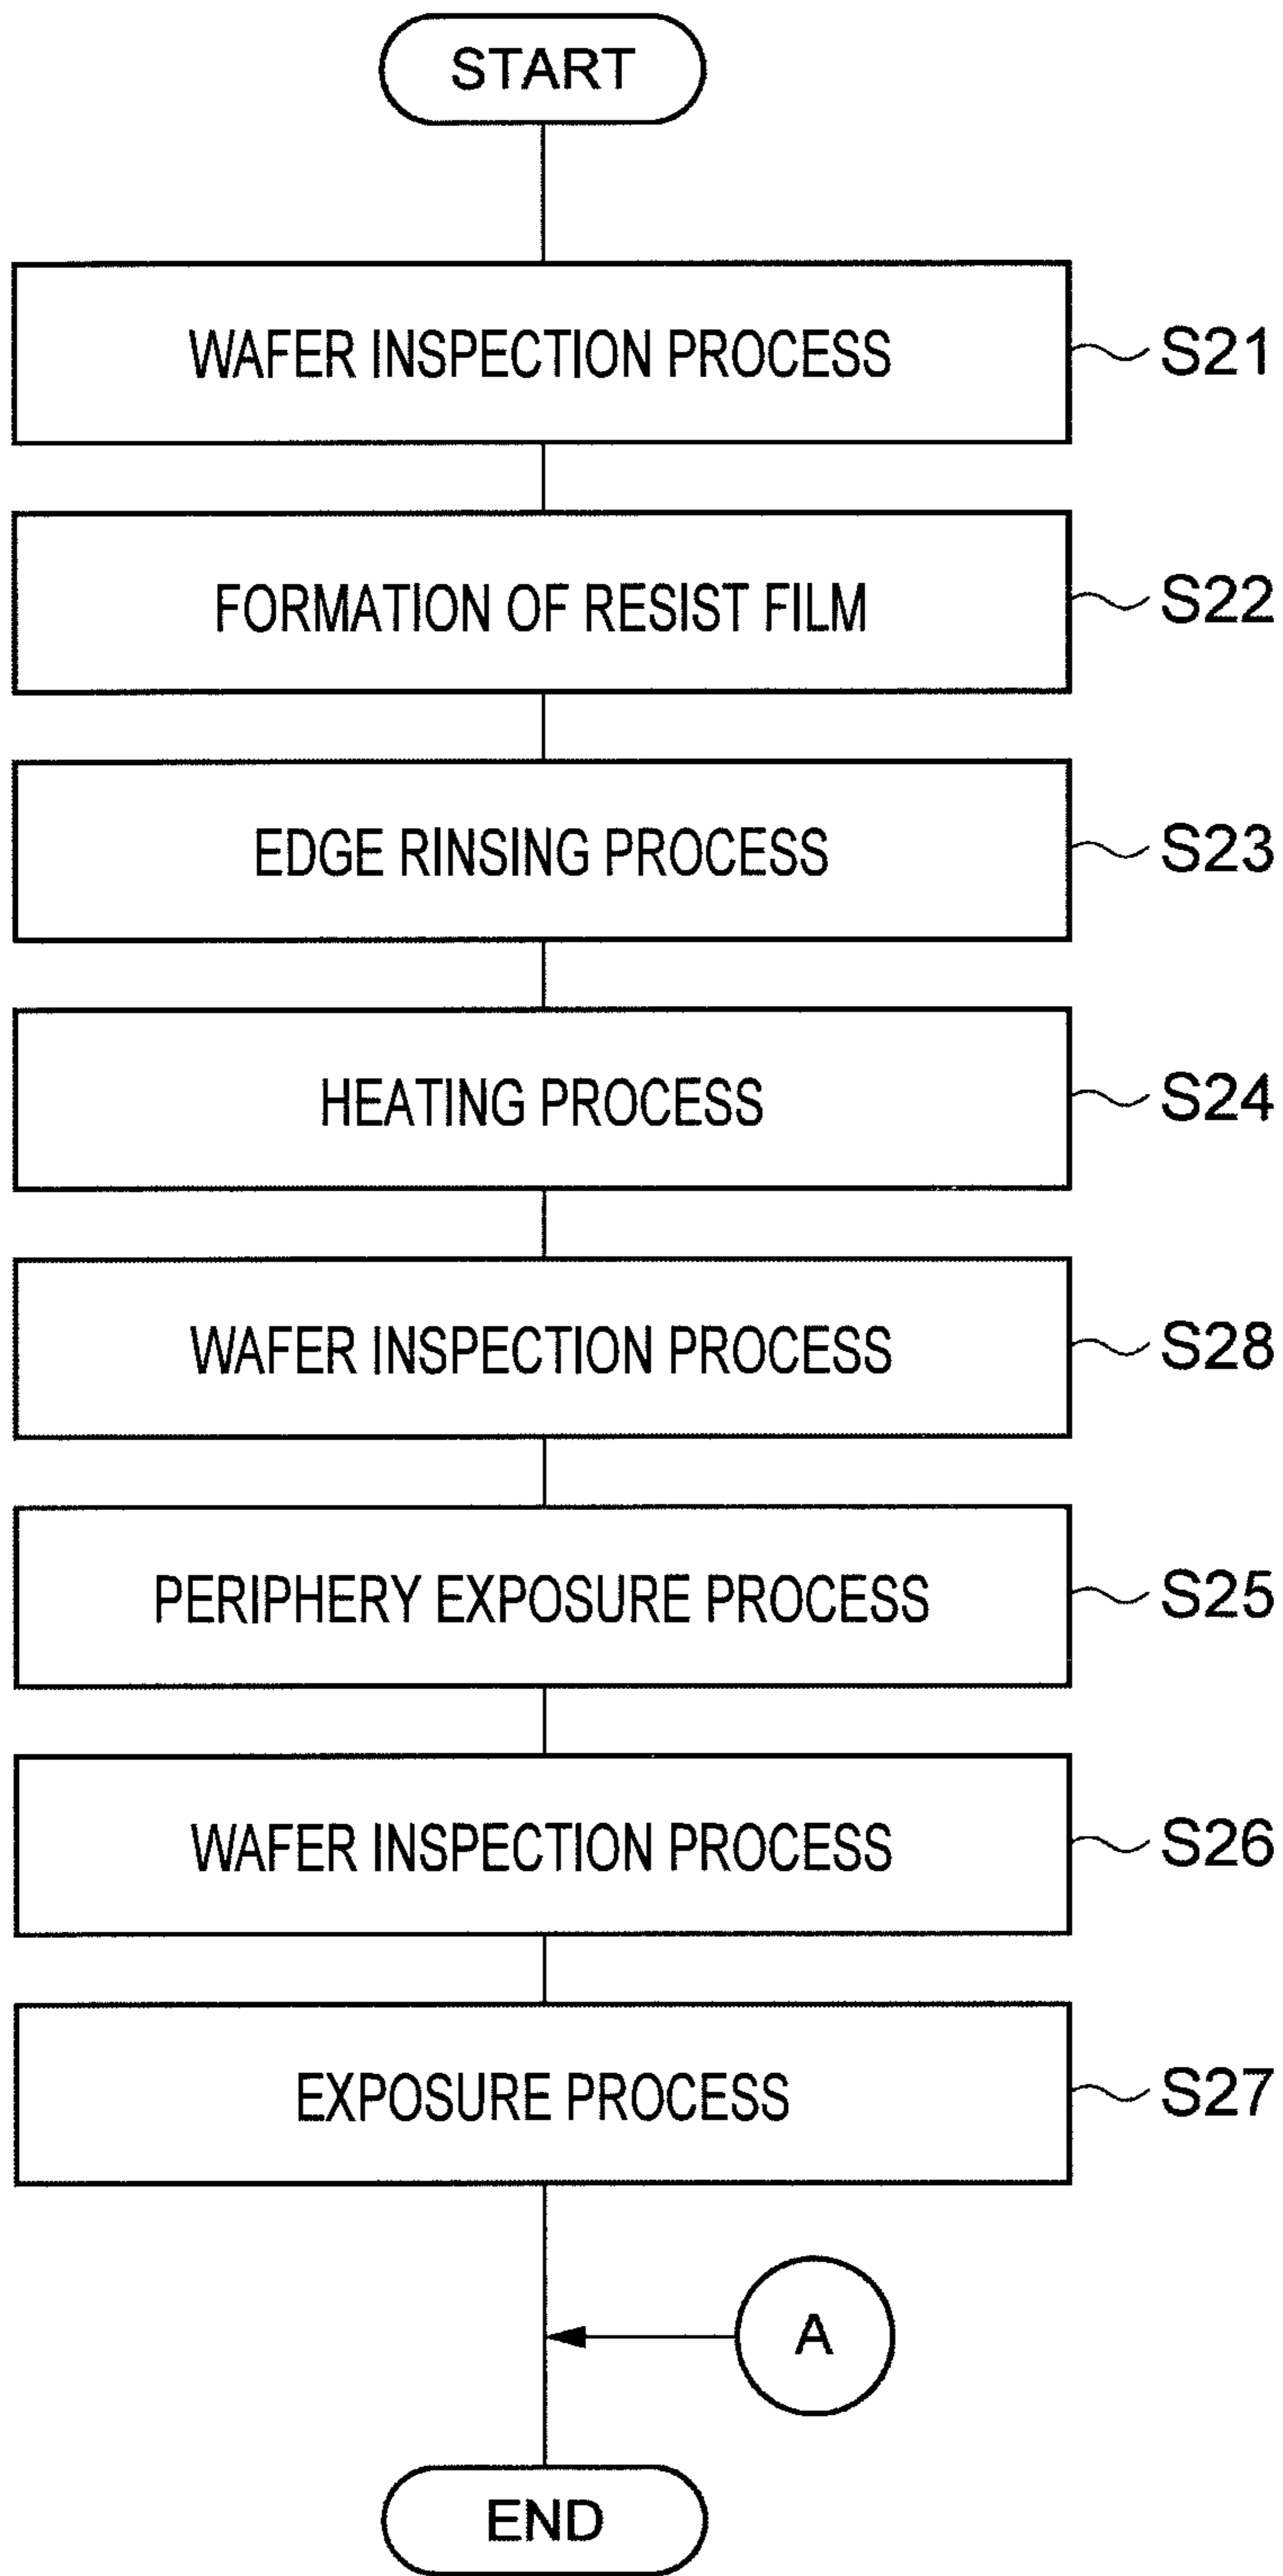 START
WAFER INSPECTION PROCESS S21
FORMATION OF RESIST FILM S22
EDGE RINSING PROCESS S23
HEATING PROCESS S24
WAFER INSPECTION PROCESS S28
PERIPHERY EXPOSURE PROCESS S25
WAFER INSPECTION PROCESS S26
EXPOSURE PROCESS S27
A
END